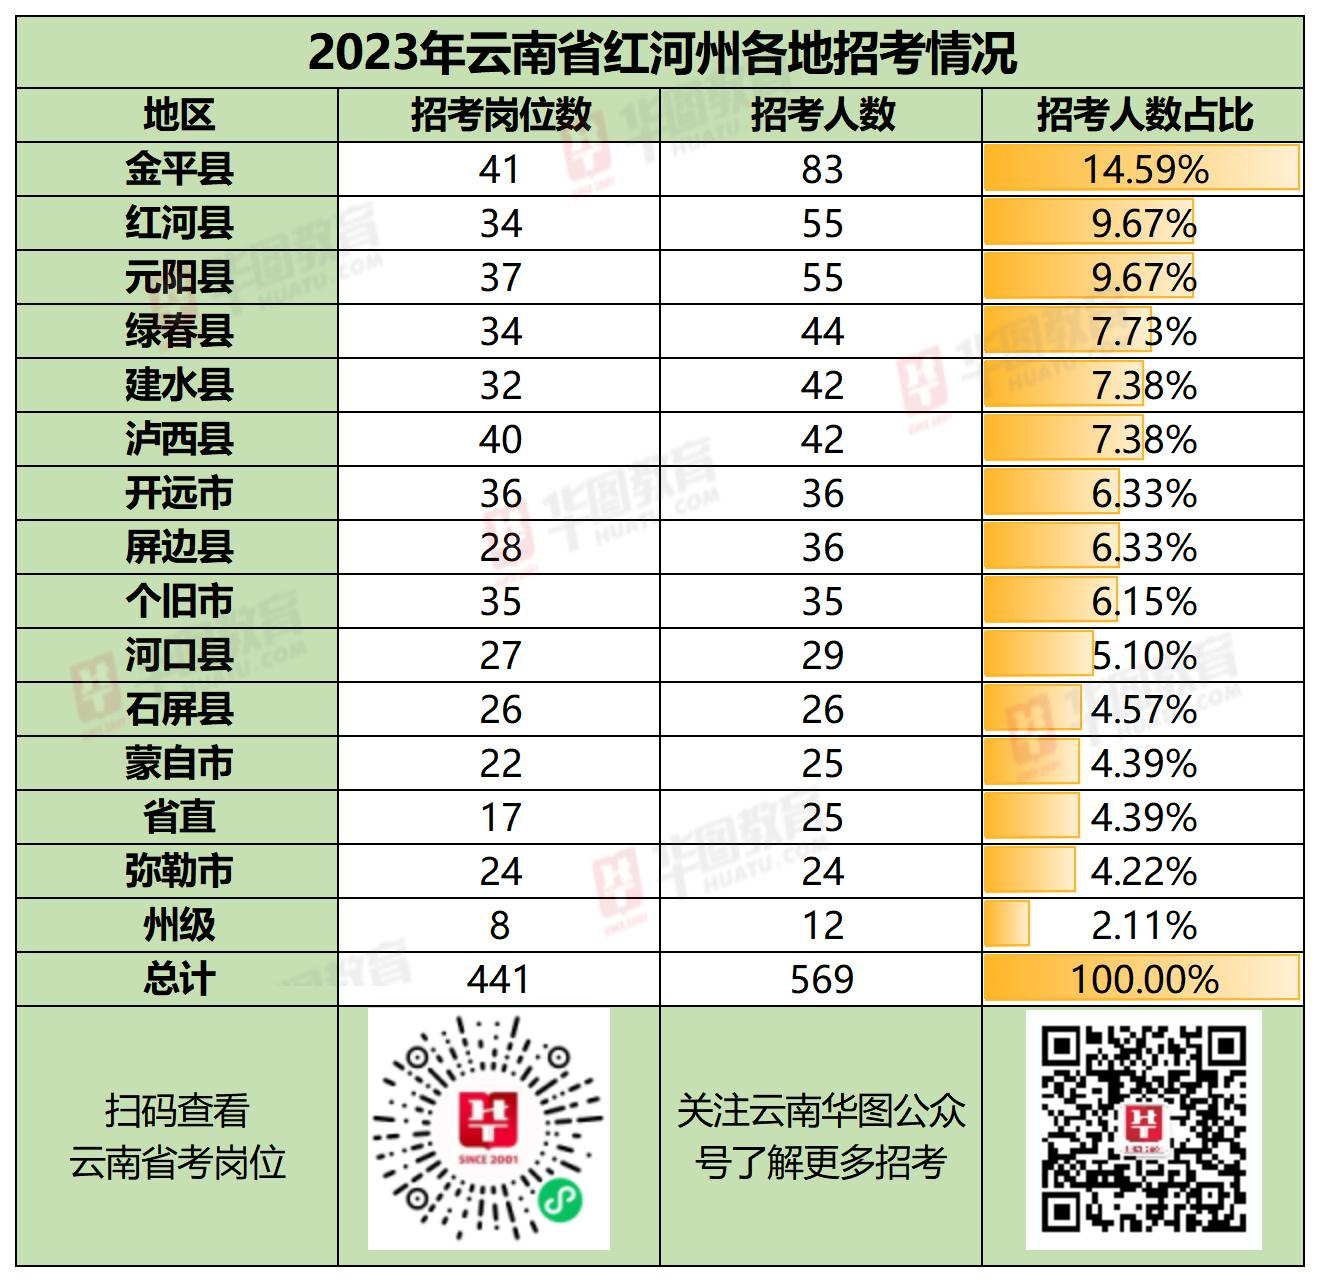 2023年云南省红河州各地招考情况
地区 招考岗位数 招考人数 招考人数占比
金平县 41 83 14.59%
红河县 34 55 9.67%
元阳县 37 55 9.67%
绿春县 34 44 7.73%
建水县 32 42 7.38%
泸西县 40 42 7.38%
开远市 36 36 6.33%
屏边县 28 36 6.33%
个旧市 35 35 6.15%
河口县 27 29 5.10%
石屏县 26 26 4.57%
蒙自市 22 25 4.39%
省直 17 25 4.39%
弥勒市 24 24 4.22%
州级 8 12 2.11%
总计 441 569 100.00%
扫码查看
云南省考岗位
SINCE 2001
关注云南华图公众
号了解更多招考
华图教育
HUATU.COM